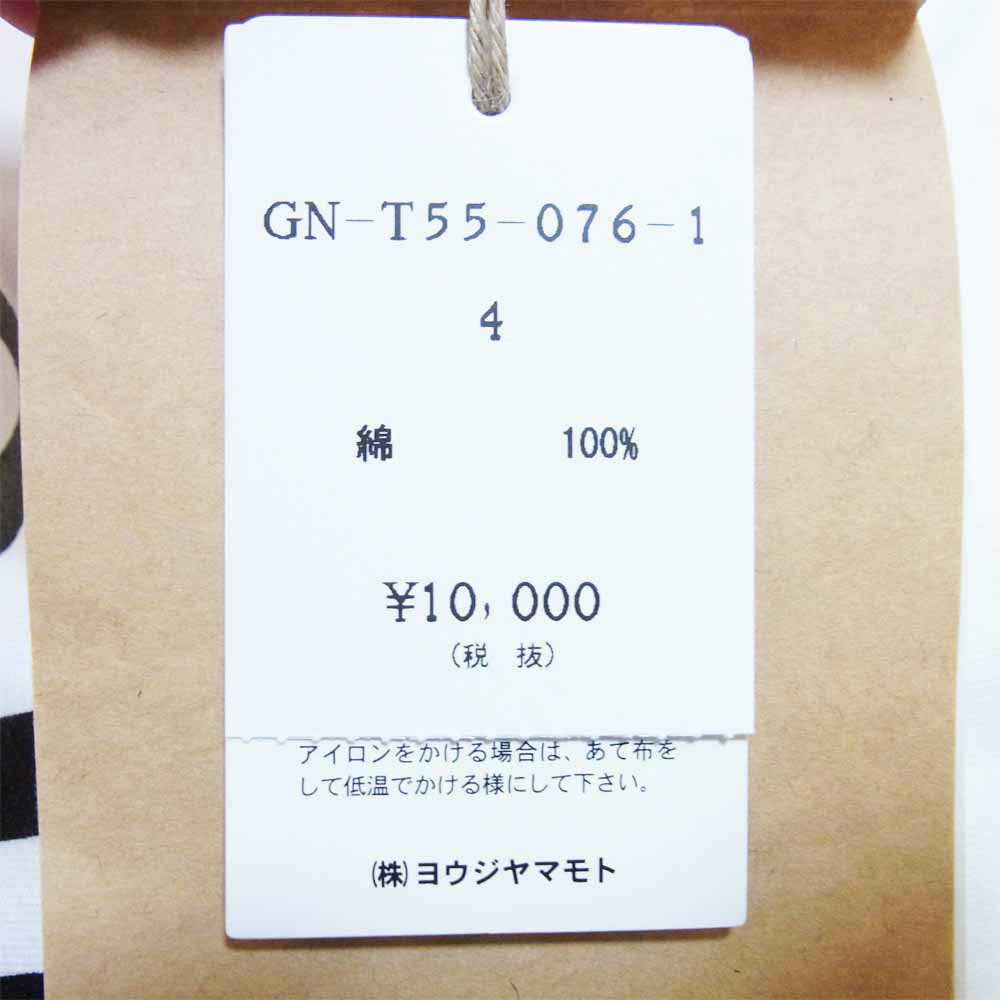 GN-T55-076-1
4
綿 100%
¥10,000
(税 抜)
アイロンをかける場合は、あて布を
して低温でかける様にして下さい。
(株)ヨウジヤマモト